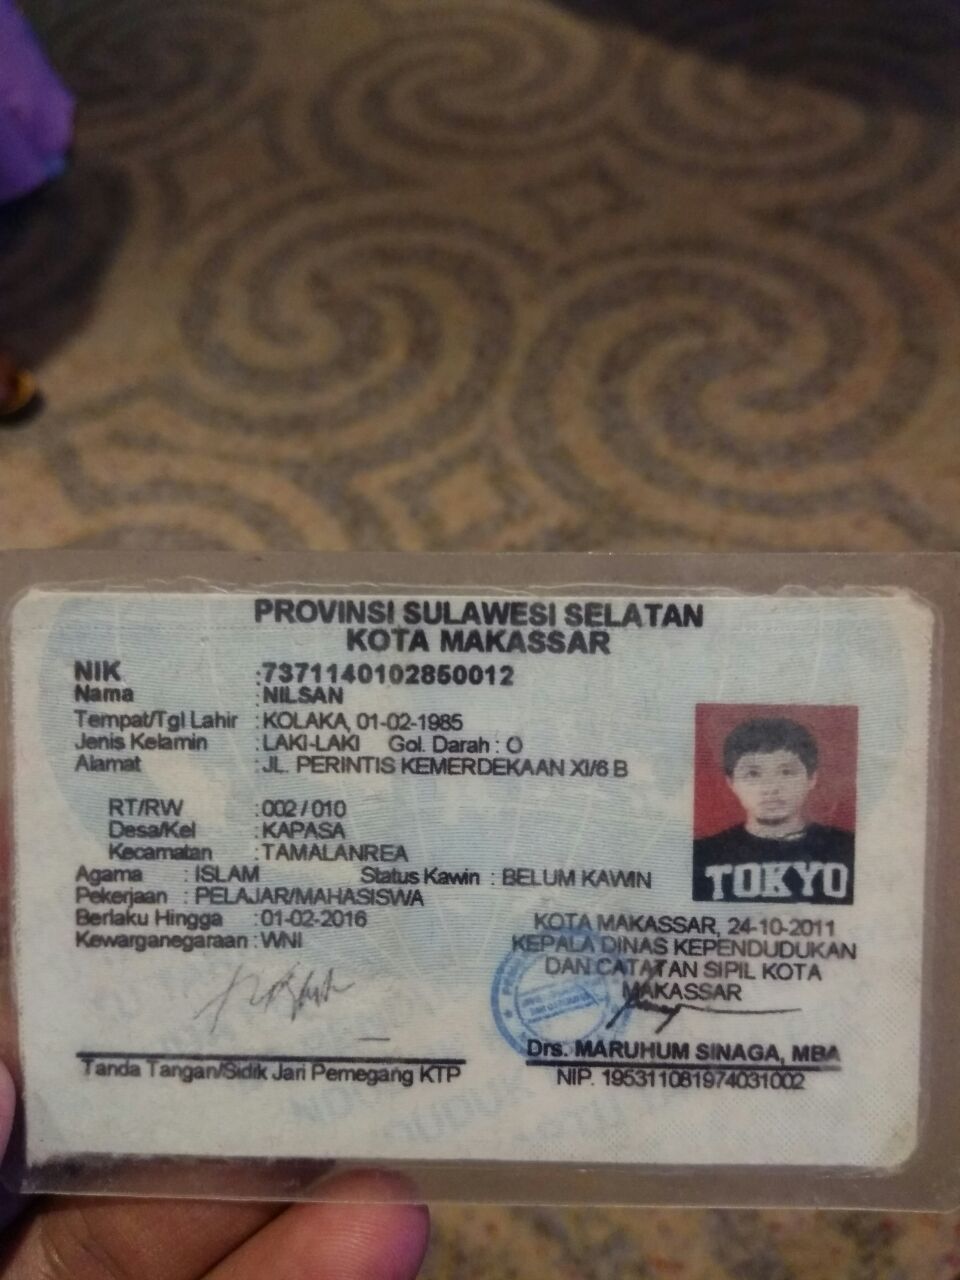 PROVINSI SULAWESI SELATAN
KOTA MAKASSAR
NIK :7371140102850012
Nama :NILSAN
Tempat/Tgl Lahir :KOLAKA, 01-02-1985
Jenis Kelamin :LAKI-LAKI Gol. Darah : O
Alamat :JL. PERINTIS KEMERDEKAAN XI/6 B
RT/RW :002 / 010
Desa/Kel :KAPASA
Kecamatan :TAMALANREA
Agama : ISLAM Status Kawin : BELUM KAWIN
Pekerjaan : PELAJAR/MAHASISWA
Berlaku Hingga :01-02-2016
Kewarganegaraan :WNI
TOKYO
KOTA MAKASSAR, 24-10-2011
KEPALA DINAS KEPENDUDUKAN
DAN CATATAN SIPIL KOTA
MAKASSAR
Drs. MARUHUM SINAGA, MBA
NIP. 195311081974031002
Tanda Tangan/Sidik Jari Pemegang KTP